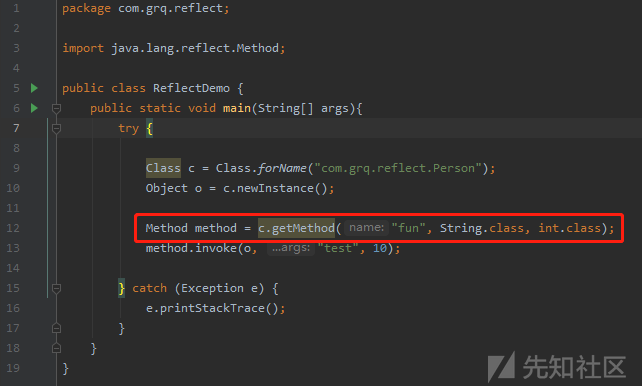 1 package com.grq.reflect;
2
3 import java.lang.reflect.Method;
4
5 public class ReflectDemo {
6 public static void main(String[] args){
7 try {
8
9 Class c = Class.forName("com.grq.reflect.Person");
10 Object o = c.newInstance();
11
12 Method method = c.getMethod( name: "fun", String.class, int.class);
13 method.invoke(o, ...args: "test", 10);
14
15 } catch (Exception e) {
16 e.printStackTrace();
17 }
18 }
19 }
先知社区